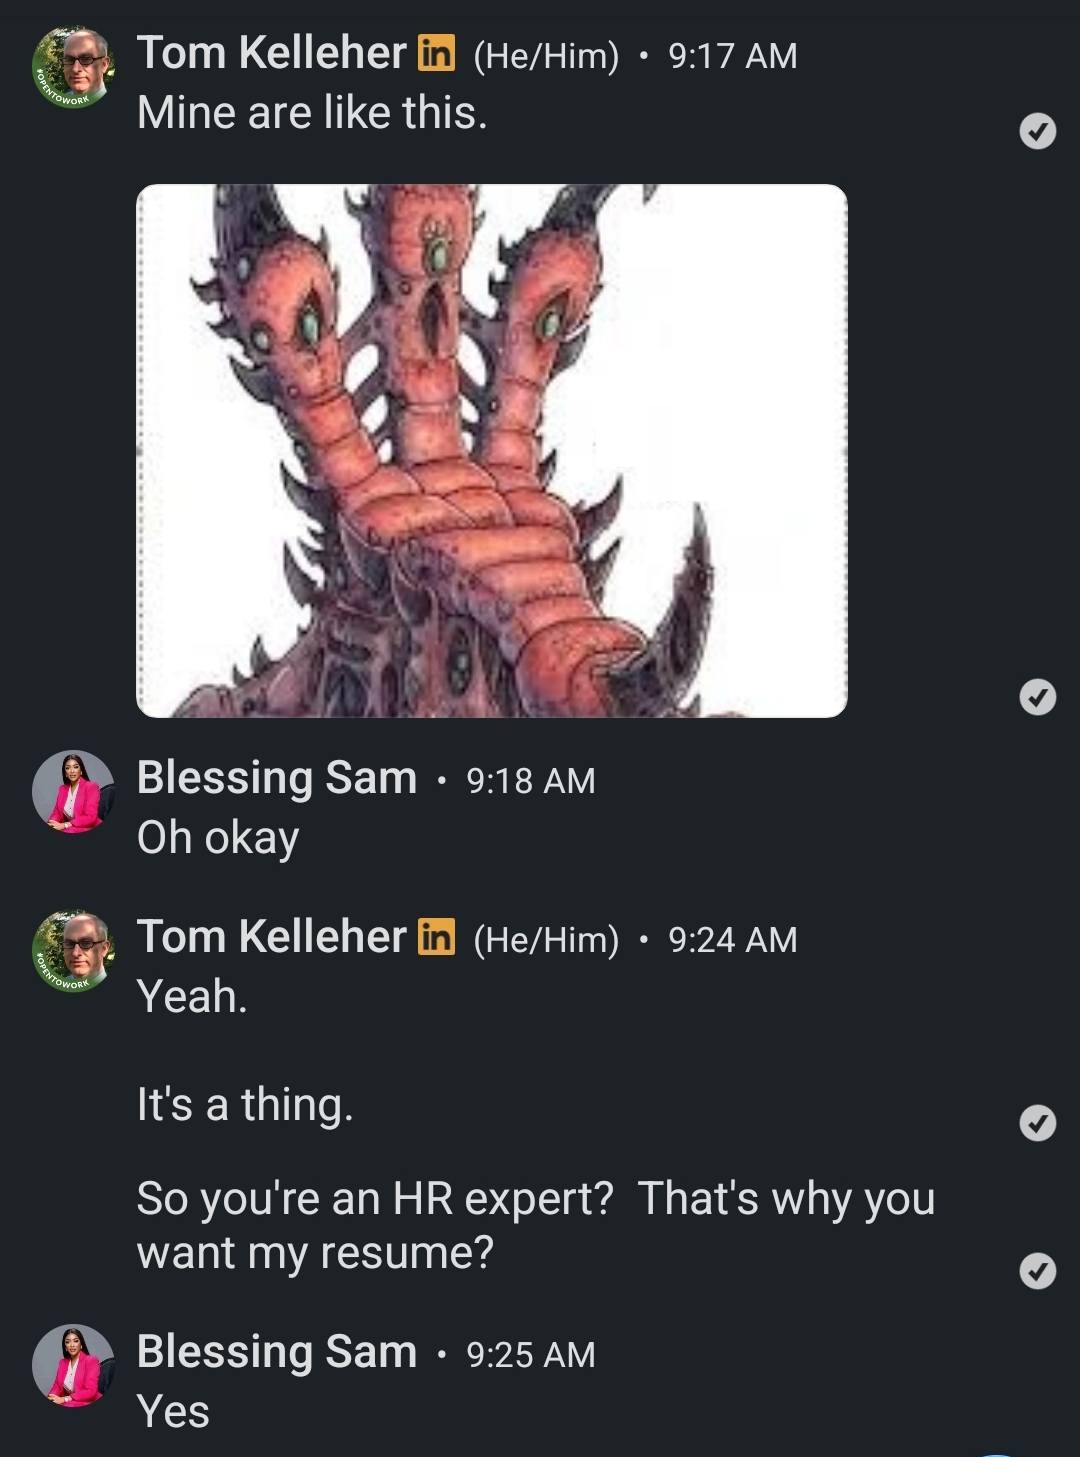 Tom Kelleher in (He/Him) • 9:17 AM
Mine are like this.
Blessing Sam • 9:18 AM
Oh okay
#OPENTOWORK
Tom Kelleher in (He/Him) • 9:24 AM
Yeah.
It's a thing.
So you're an HR expert?  That's why you
want my resume?
#OPENTOWORK
Blessing Sam • 9:25 AM
Yes